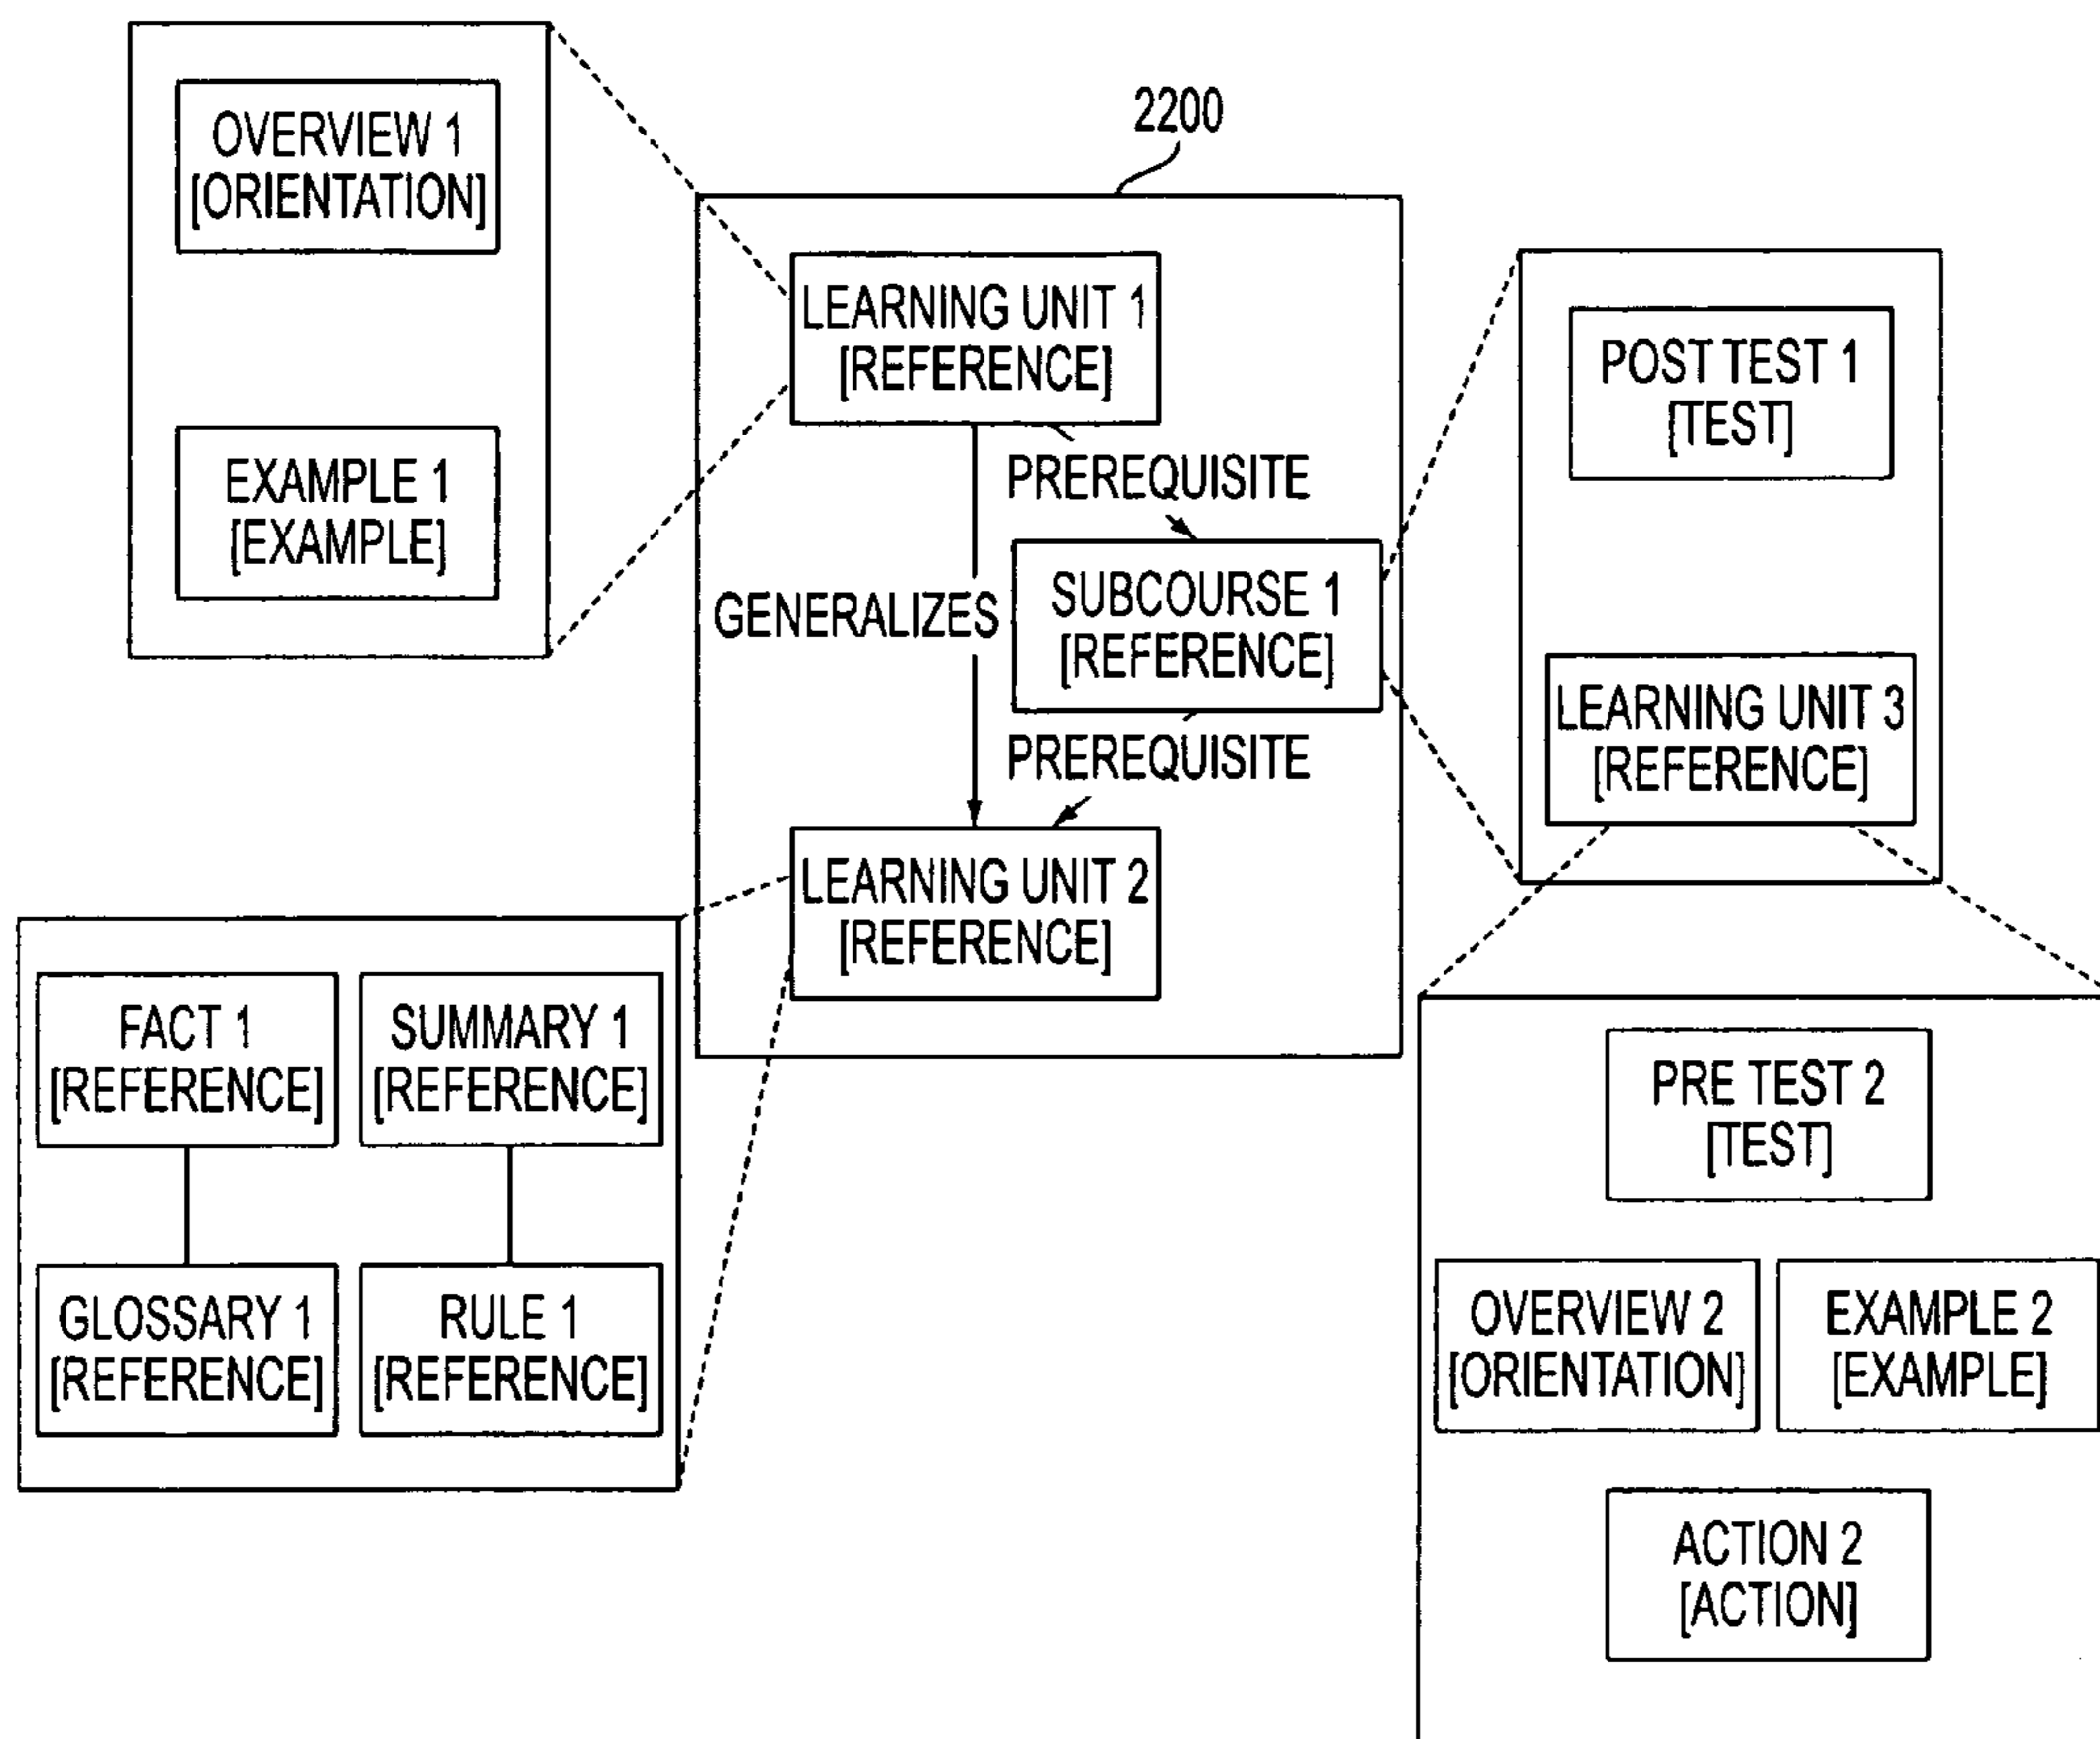 OVERVIEW 1
[ORIENTATION]
EXAMPLE 1
[EXAMPLE]
2200
LEARNING UNIT 1
[REFERENCE]
PREREQUISITE
GENERALIZES
SUBCOURSE 1
[REFERENCE]
PREREQUISITE
LEARNING UNIT 2
[REFERENCE]
POST TEST 1
[TEST]
LEARNING UNIT 3
[REFERENCE]
FACT 1
[REFERENCE]
SUMMARY 1
[REFERENCE]
GLOSSARY 1
[REFERENCE]
RULE 1
[REFERENCE]
PRE TEST 2
[TEST]
OVERVIEW 2
[ORIENTATION]
EXAMPLE 2
[EXAMPLE]
ACTION 2
[ACTION]